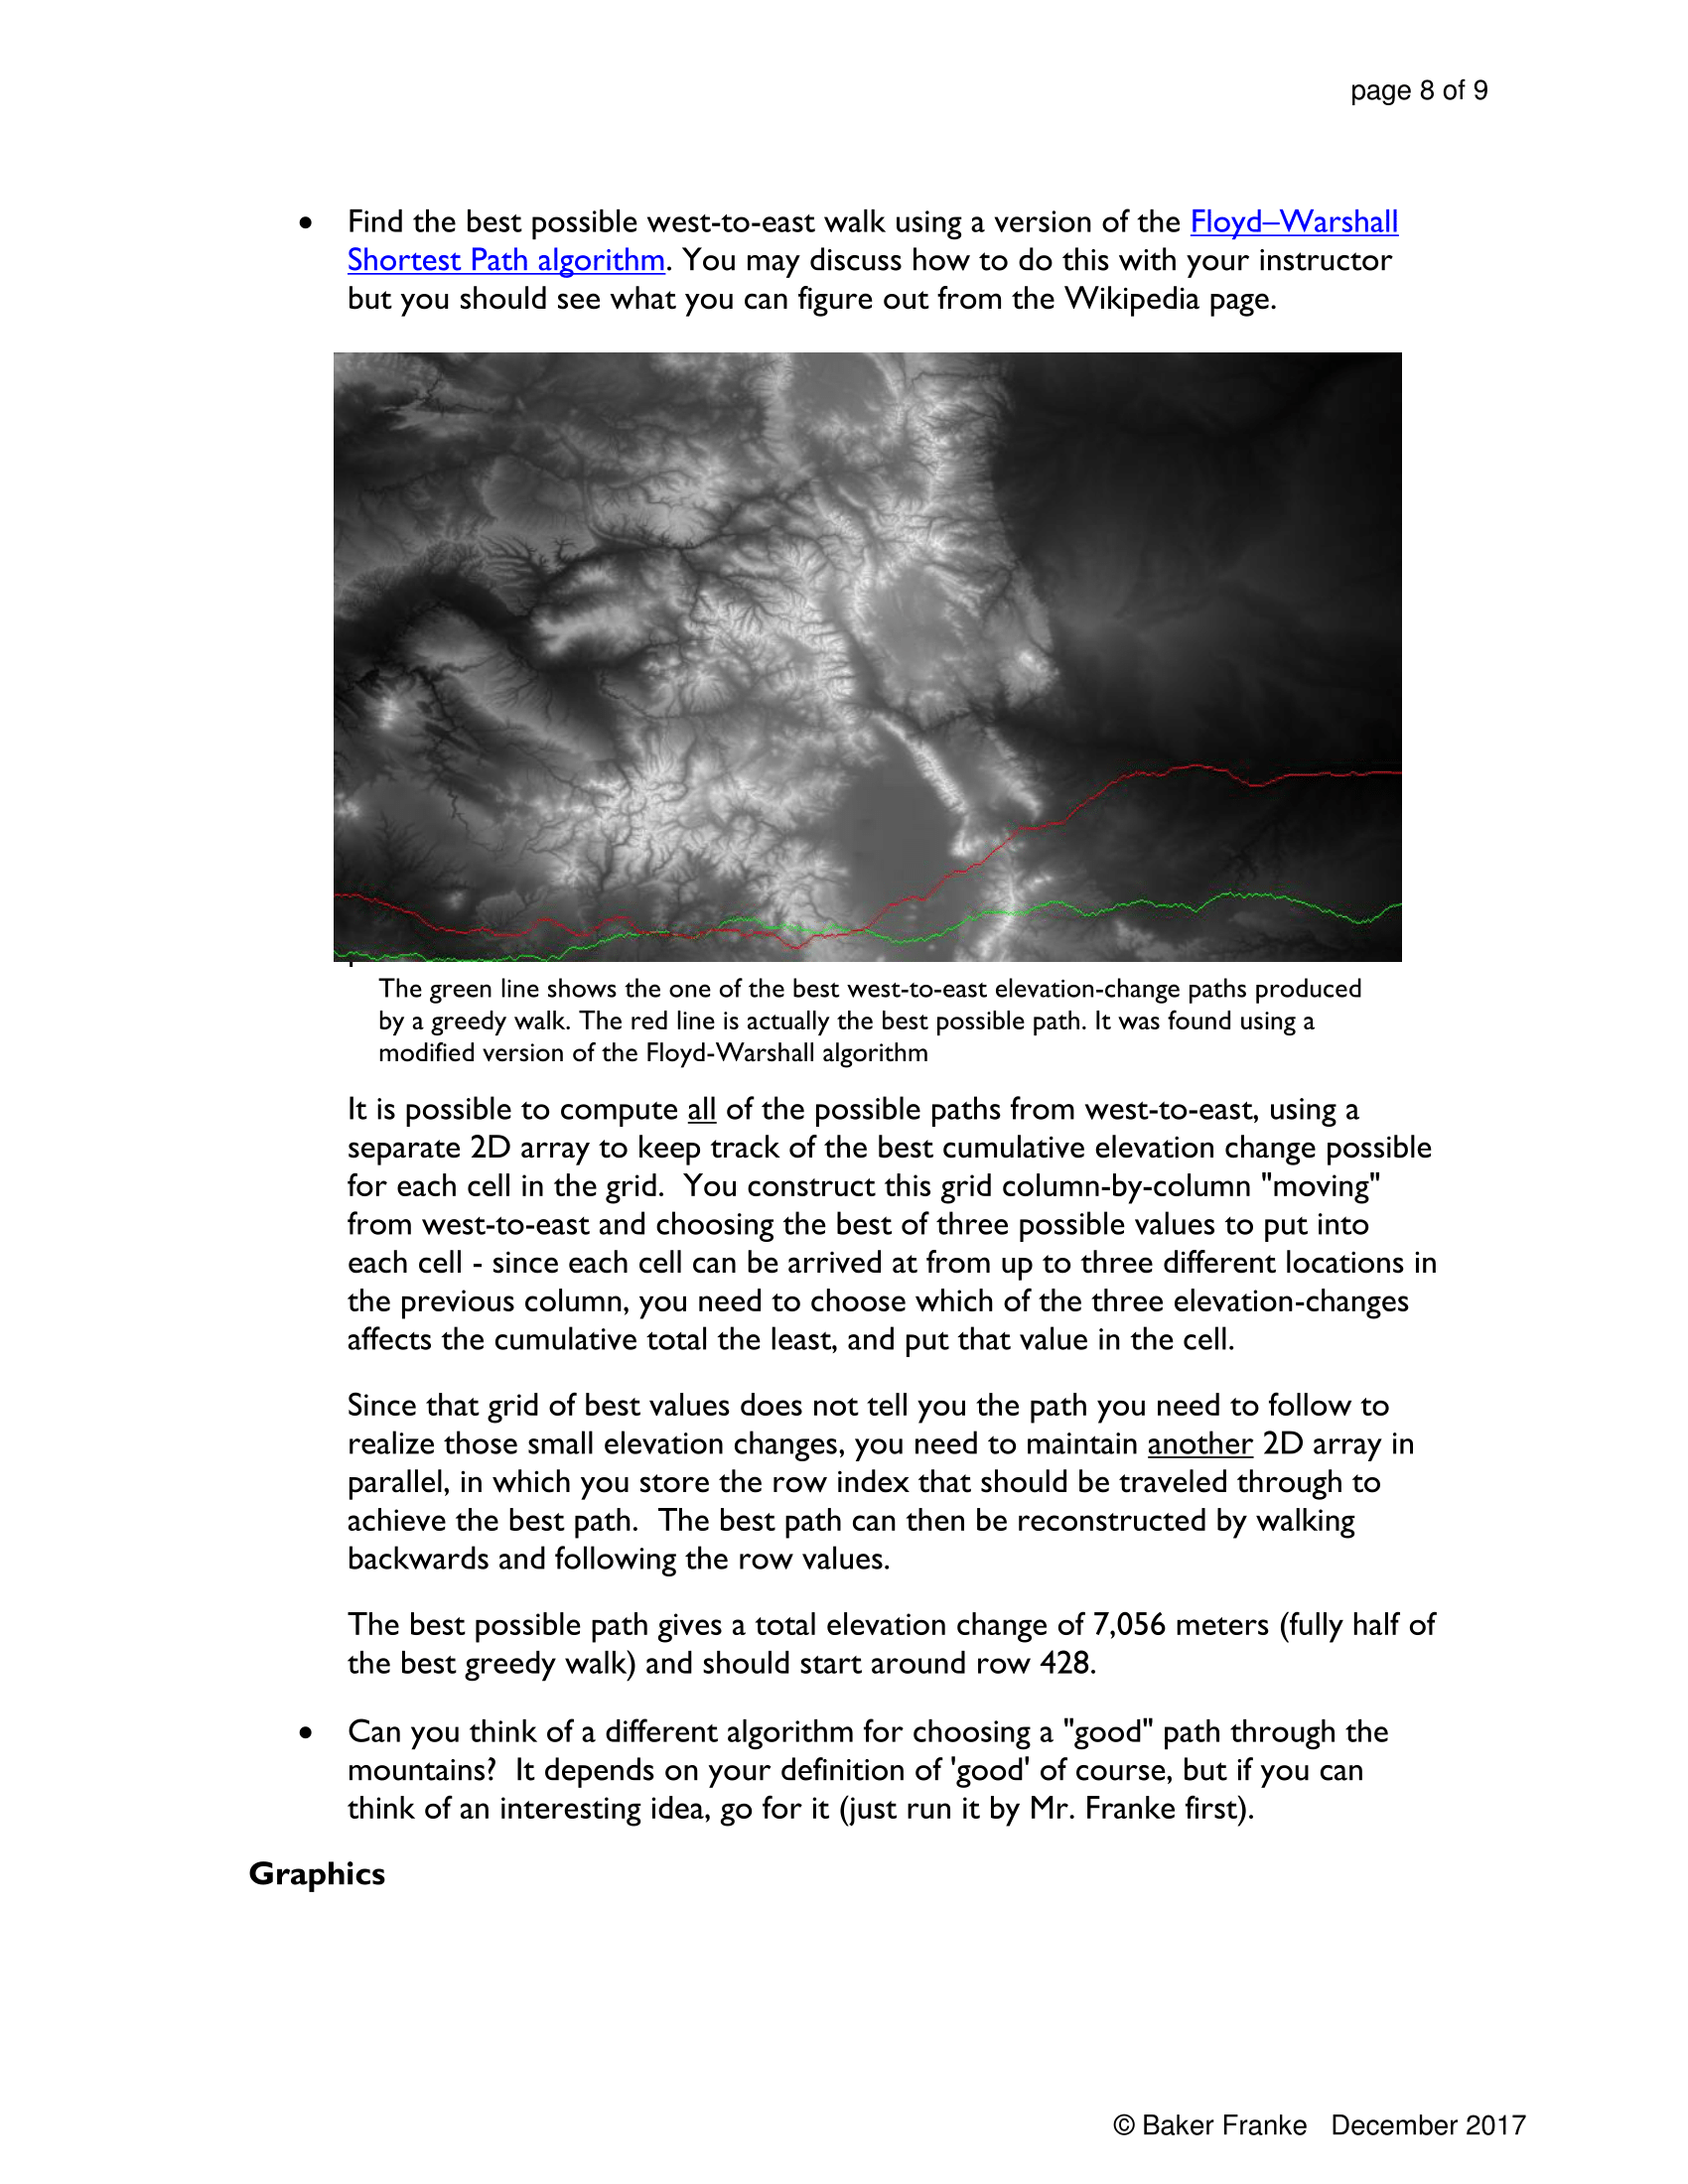 page 8 of 9
• Find the best possible west-to-east walk using a version of the Floyd–Warshall
Shortest Path algorithm. You may discuss how to do this with your instructor
but you should see what you can figure out from the Wikipedia page.
The green line shows the one of the best west-to-east elevation-change paths produced
by a greedy walk. The red line is actually the best possible path. It was found using a
modified version of the Floyd-Warshall algorithm
It is possible to compute all of the possible paths from west-to-east, using a
separate 2D array to keep track of the best cumulative elevation change possible
for each cell in the grid.  You construct this grid column-by-column "moving"
from west-to-east and choosing the best of three possible values to put into
each cell - since each cell can be arrived at from up to three different locations in
the previous column, you need to choose which of the three elevation-changes
affects the cumulative total the least, and put that value in the cell.
Since that grid of best values does not tell you the path you need to follow to
realize those small elevation changes, you need to maintain another 2D array in
parallel, in which you store the row index that should be traveled through to
achieve the best path.  The best path can then be reconstructed by walking
backwards and following the row values.
The best possible path gives a total elevation change of 7,056 meters (fully half of
the best greedy walk) and should start around row 428.
• Can you think of a different algorithm for choosing a "good" path through the
mountains?  It depends on your definition of 'good' of course, but if you can
think of an interesting idea, go for it (just run it by Mr. Franke first).
Graphics
© Baker Franke   December 2017